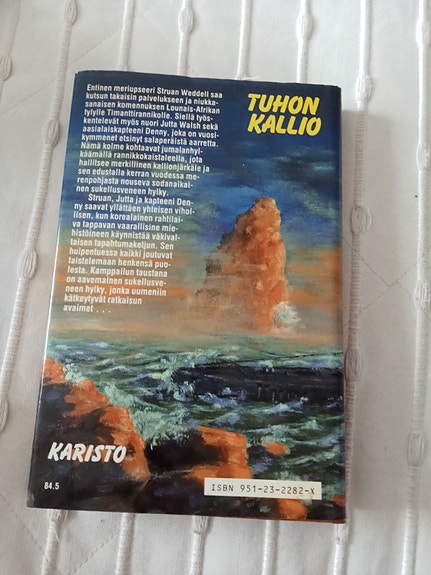 Entinen meriupseeri Struan Weddell saa
kutsun takaisin palvelukseen ja niukka-
sanaisen komennuksen Lounais-Afrikan
tylylle Timanttirannikolle. Siellä työs-
kentelevät myös nuori Jutta Walsh sekä
aasialaiskapteeni Denny, joka on vuosi-
kymmenet etsinyt salaperäistä aarretta.
Nämä kolme kohtaavat jumalanhyl-
käämällä rannikkokaistaleella, jota
hallitsee merkillinen kallionjärkäle ja
sen edustalla kerran vuodessa me-
renpohjasta nouseva sodanaikai-
nen sukellusveneen hylky.
Struan, Jutta ja kapteeni Den-
ny saavat yllättäen yhteisen vihol-
lisen, kun korealainen rahtilai-
va tappavan vaarallisine mie-
histöineen käynnistää väkival-
taisen tapahtumaketjun. Sen
huipentuessa kaikki joutuvat
taistelemaan henkensä puo-
lesta. Kamppailun taustana
on aavemainen sukellusve-
neen hylky, jonka uumeniin
kätkeytyvät ratkaisun
avaimet . . .
TUHON
KALLIO
KARISTO
84.5
ISBN 951-23-2282-X